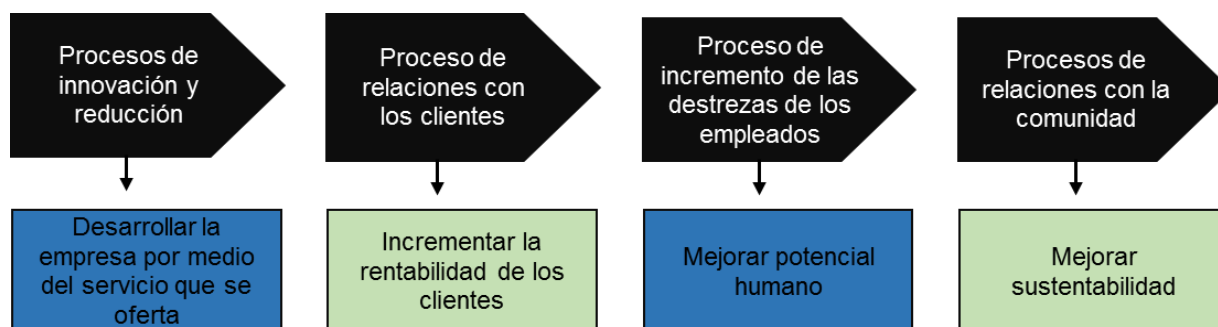 Procesos de
innovación y
reducción
Proceso de
relaciones con
los clientes
Proceso de
incremento de las
destrezas de los
empleados
Procesos de
relaciones con la
comunidad
Desarrollar la
empresa por medio
del servicio que se
oferta
Incrementar la
rentabilidad de los
clientes
Mejorar potencial
humano
Mejorar
sustentabilidad